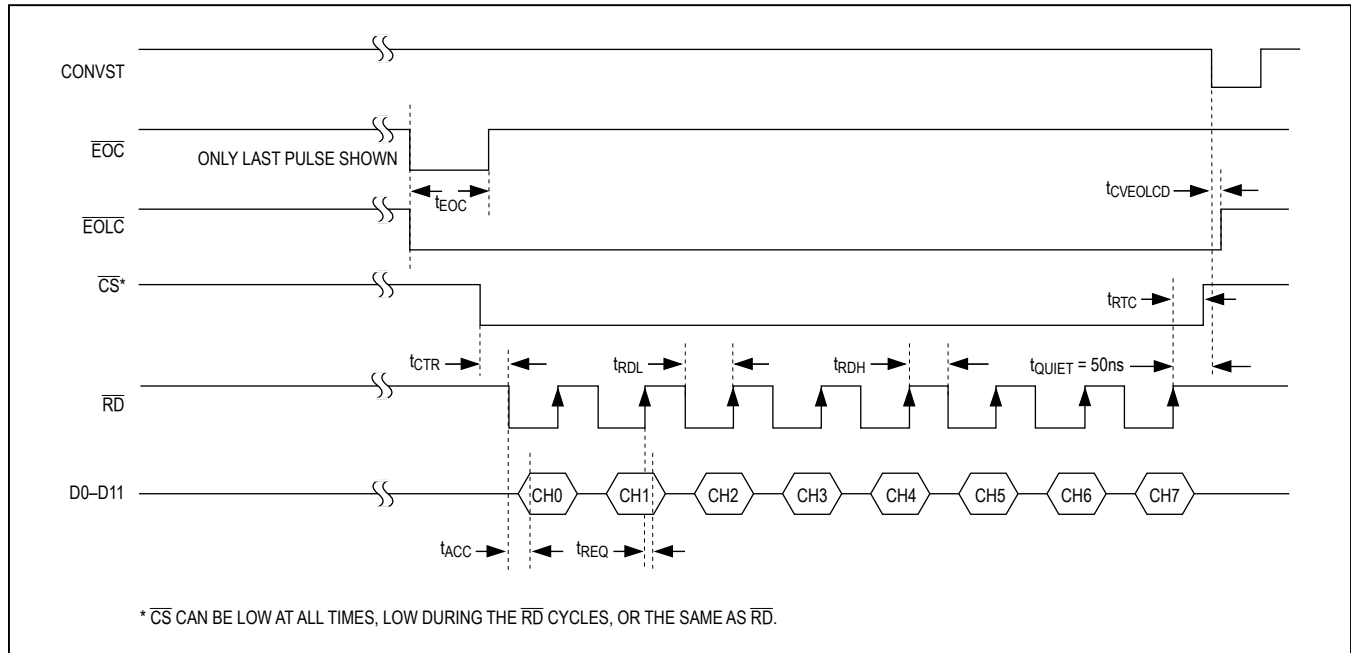 CONVST
EOC
ONLY LAST PULSE SHOWN
tEOC
tCVEOLCD
EOLC
CS*
tRTC
tCTR
tRDL
tRDH
tQUIET = 50ns
RD
D0–D11
CH0
CH1
CH2
CH3
CH4
CH5
CH6
CH7
tACC
tREQ
* CS CAN BE LOW AT ALL TIMES, LOW DURING THE RD CYCLES, OR THE SAME AS RD.